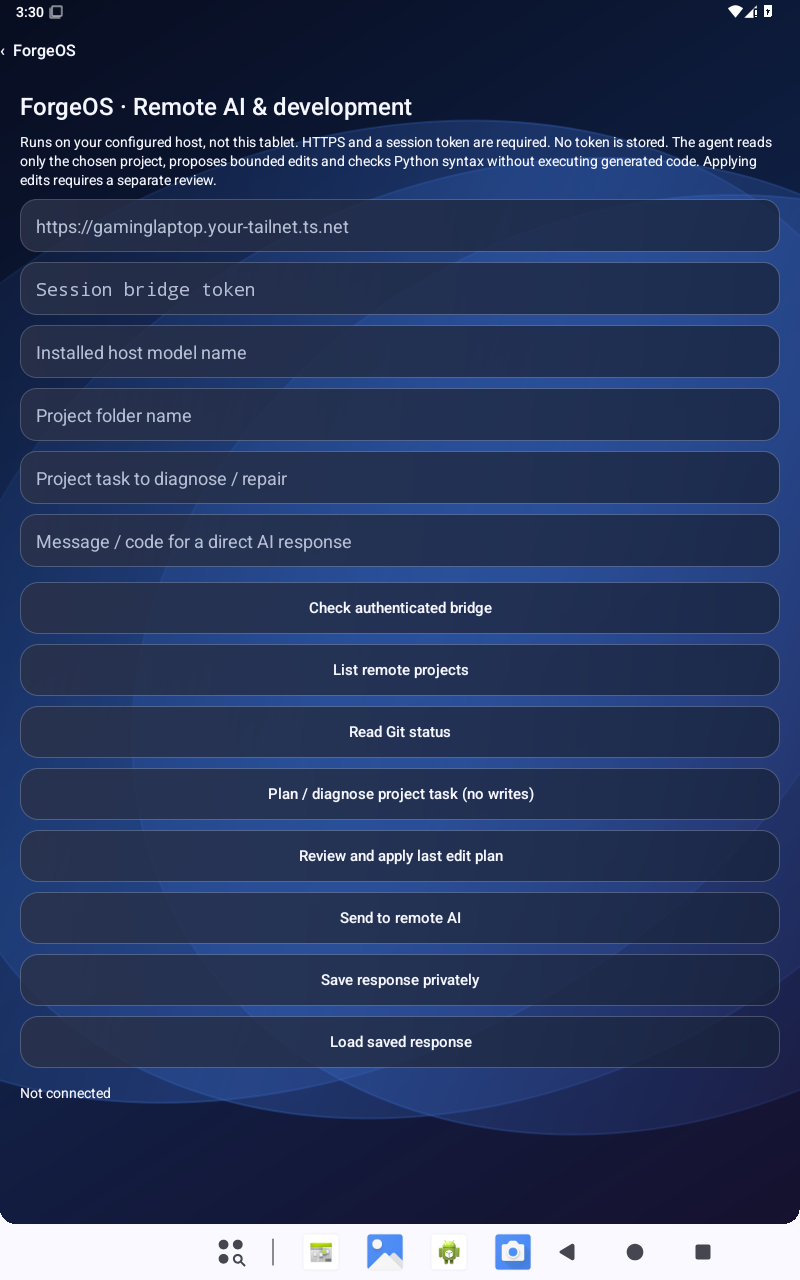 3:30
‹ ForgeOS
ForgeOS · Remote AI & development
Runs on your configured host, not this tablet. HTTPS and a session token are required. No token is stored. The agent reads
only the chosen project, proposes bounded edits and checks Python syntax without executing generated code. Applying
edits requires a separate review.
https://gaminglaptop.your-tailnet.ts.net
Session bridge token
Installed host model name
Project folder name
Project task to diagnose / repair
Message / code for a direct AI response
Check authenticated bridge
List remote projects
Read Git status
Plan / diagnose project task (no writes)
Review and apply last edit plan
Send to remote AI
Save response privately
Load saved response
Not connected